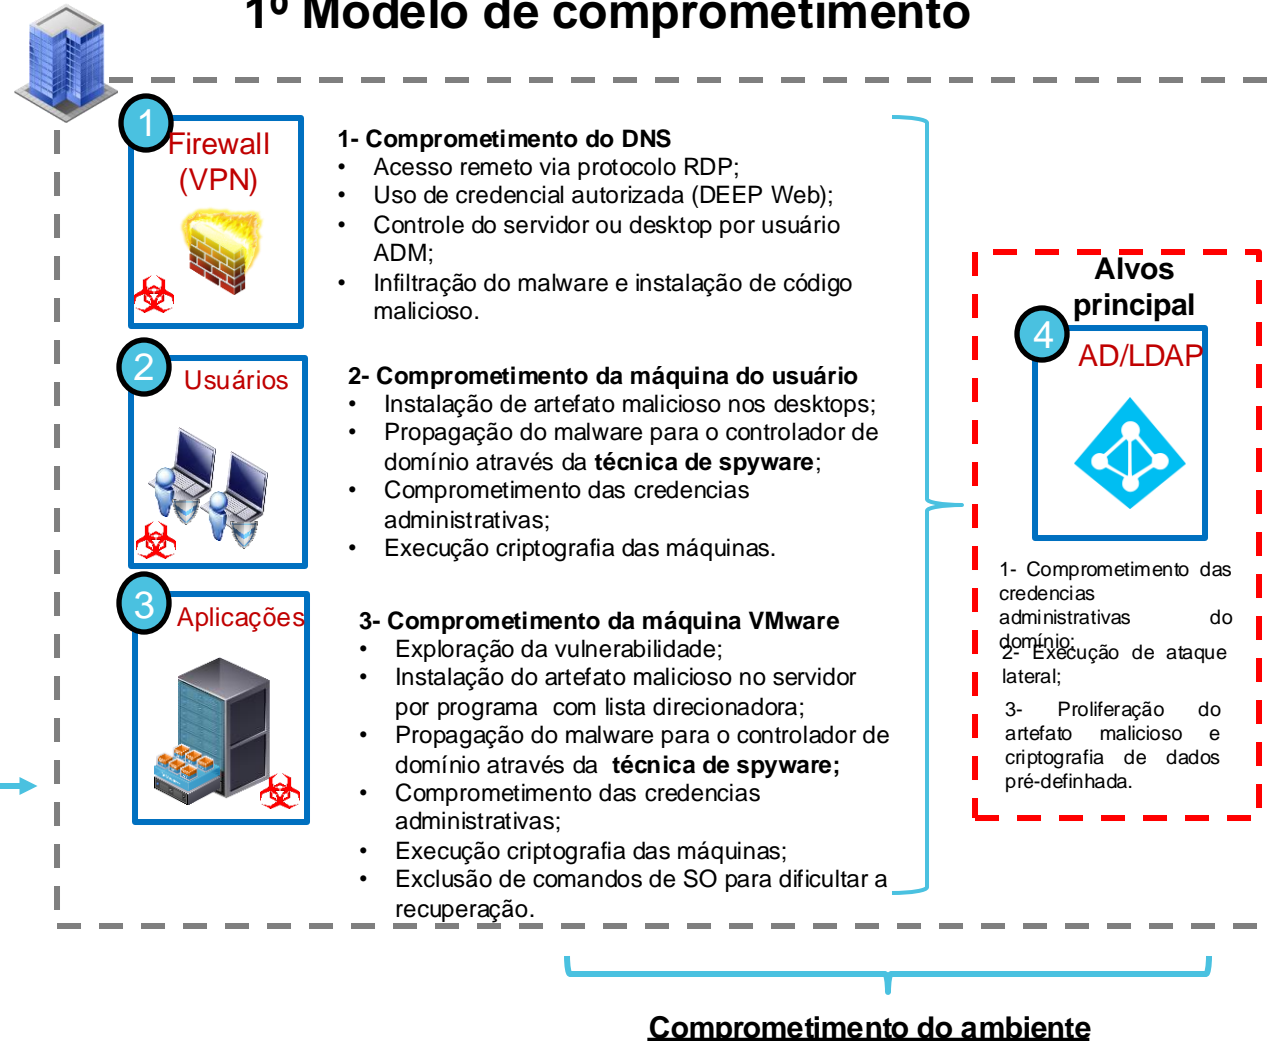 1º Modelo de comprometimento
1
Firewall
(VPN)
1- Comprometimento do DNS
• Acesso remeto via protocolo RDP;
• Uso de credencial autorizada (DEEP Web);
• Controle do servidor ou desktop por usuário
ADM;
• Infiltração do malware e instalação de código
malicioso.
2
Usuários
2- Comprometimento da máquina do usuário
• Instalação de artefato malicioso nos desktops;
• Propagação do malware para o controlador de
domínio através da técnica de spyware;
• Comprometimento das credencias
administrativas;
• Execução criptografia das máquinas.
3
Aplicações
3- Comprometimento da máquina VMware
• Exploração da vulnerabilidade;
• Instalação do artefato malicioso no servidor
por programa com lista direcionadora;
• Propagação do malware para o controlador de
domínio através da técnica de spyware;
• Comprometimento das credencias
administrativas;
• Execução criptografia das máquinas;
• Exclusão de comandos de SO para dificultar a
recuperação.
Alvos
principal
4
AD/LDAP
1- Comprometimento das
credencias
administrativas do
domínio;
2- Execução de ataque
lateral;
3- Proliferação do
artefato malicioso e
criptografia de dados
pré-definhada.
Comprometimento do ambiente